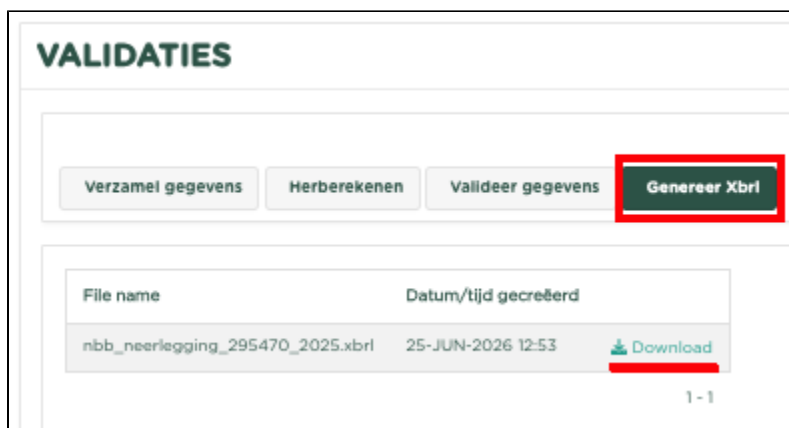 VALIDATIES
Verzamel gegevens Herberekenen Valideer gegevens Genereer Xbrl
File name Datum/tijd gecreëerd
nbb_neerlegging_295470_2025.xbrl 25-JUN-2026 12:53 Download
1 - 1